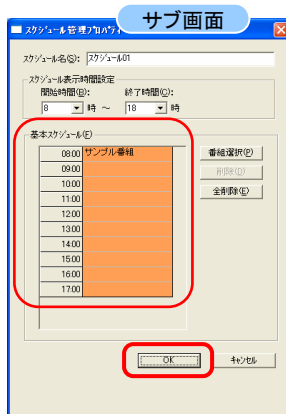 サブ画面
スケジュール管理プロパティ
スケジュール名(S): スケジュール01
スケジュール表示時間設定
開始時間(B): 終了時間(C):
8 時 ～ 18 時
基本スケジュール(F)
08:00 サンプル番組 番組選択(P)
09:00 削除(D)
10:00 全削除(E)
11:00
12:00
13:00
14:00
15:00
16:00
17:00
OK キャンセル